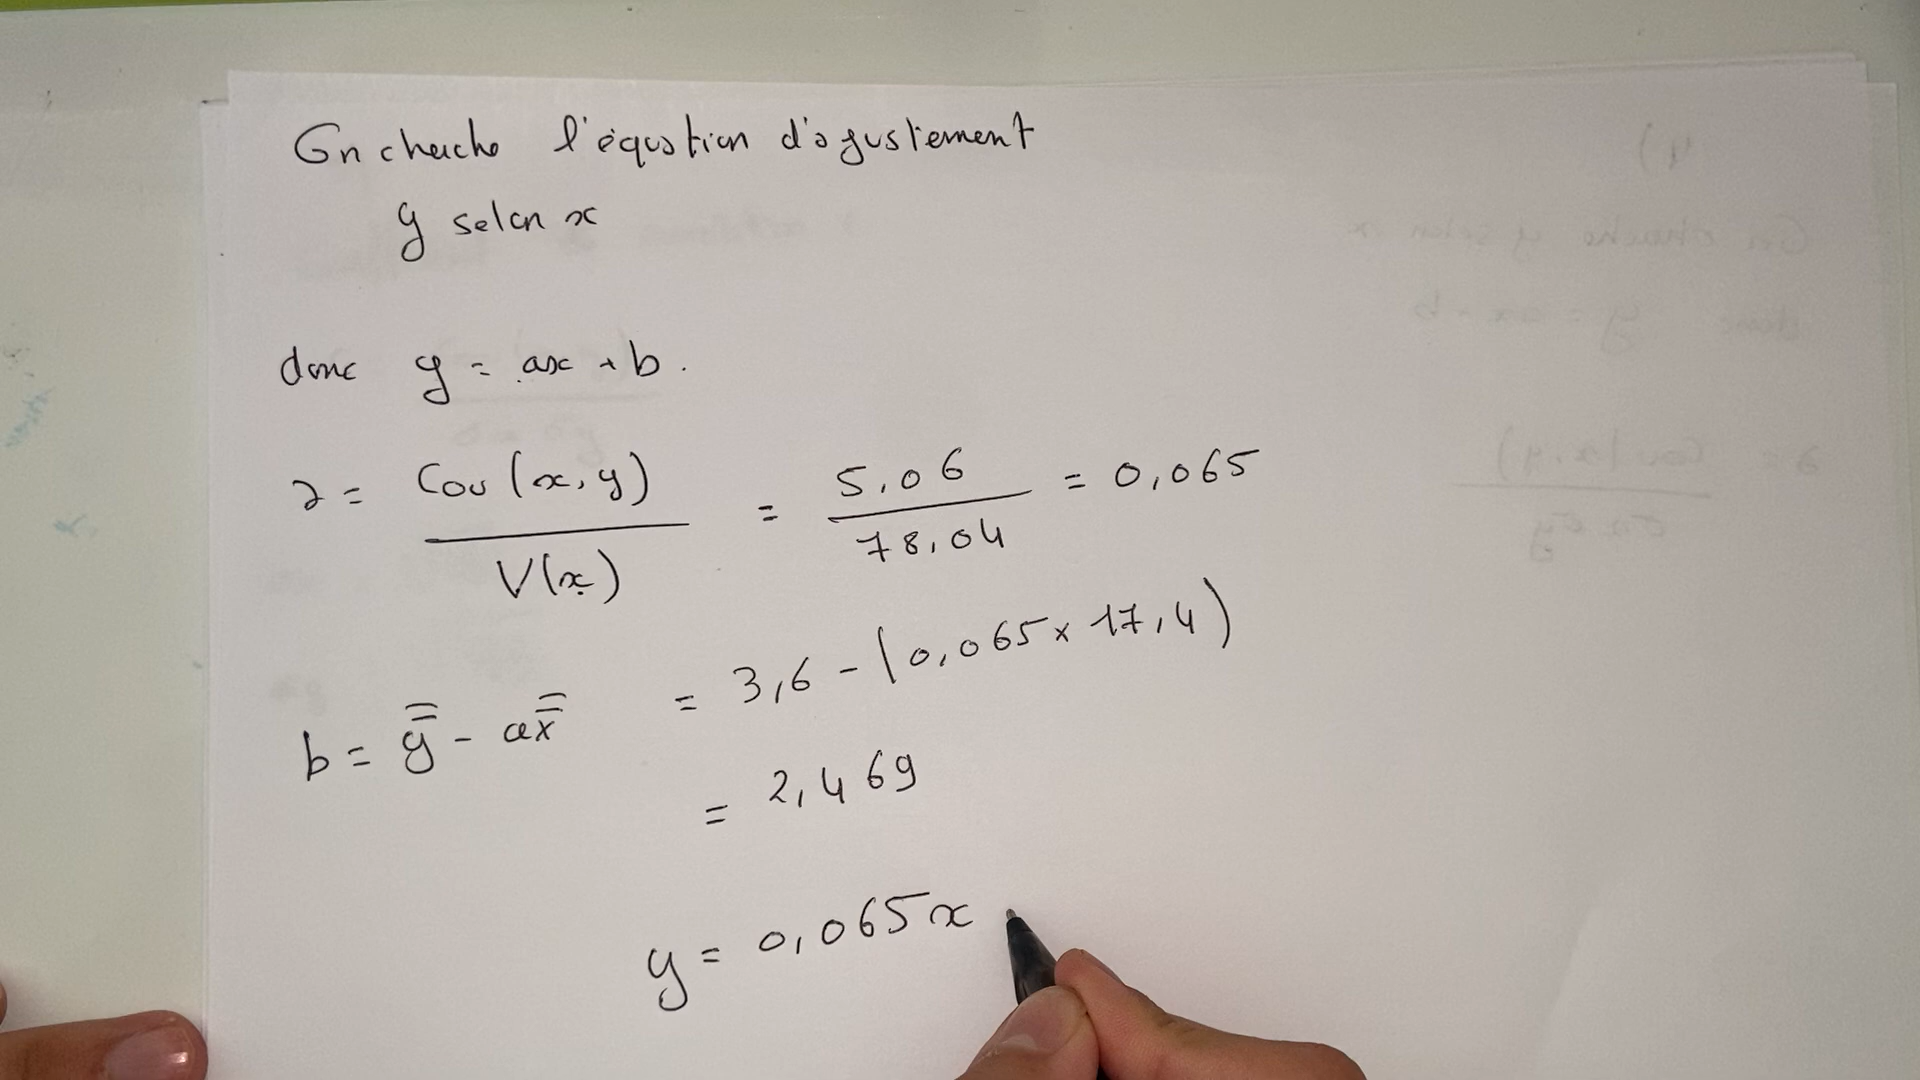 On cherche l'équation d'ajustement
y selon x
donc y = ax + b.
a = Cov(x,y) / V(x) = 5,06 / 78,04 = 0,065
b = y̿ - ax̿ = 3,6 - (0,065 × 17,4)
= 2,469
y = 0,065x